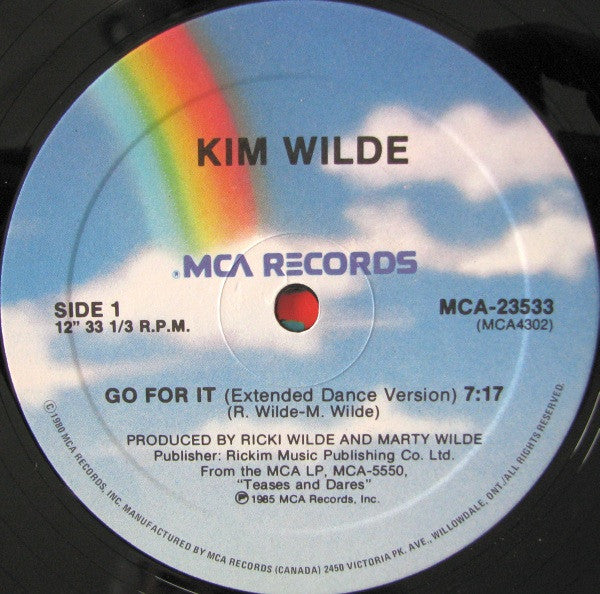 KIM WILDE
MCA RECORDS
SIDE 1
12" 33 1/3 R.P.M.
MCA-23533
(MCA4302)
GO FOR IT (Extended Dance Version) 7:17
(R. Wilde-M. Wilde)
PRODUCED BY RICKI WILDE AND MARTY WILDE
Publisher: Rickim Music Publishing Co. Ltd.
From the MCA LP, MCA-5550,
"Teases and Dares"
℗ 1985 MCA Records, Inc.
©1980 MCA RECORDS, INC. MANUFACTURED BY MCA RECORDS (CANADA) 2450 VICTORIA PK. AVE., WILLOWDALE, ONT./ALL RIGHTS RESERVED.